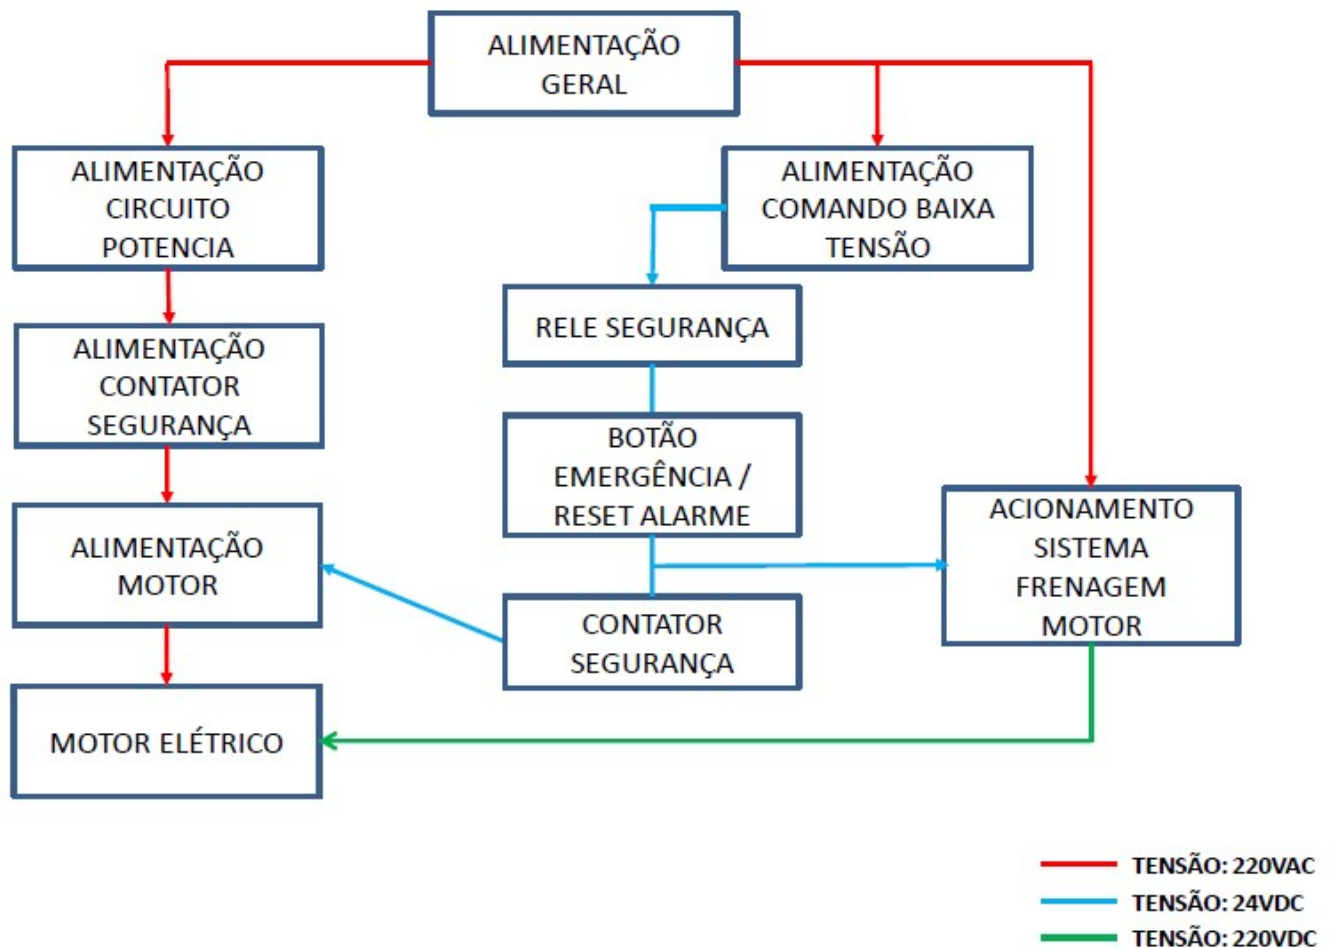 ALIMENTAÇÃO
GERAL
ALIMENTAÇÃO
CIRCUITO
POTENCIA
ALIMENTAÇÃO
COMANDO BAIXA
TENSÃO
RELE SEGURANÇA
ALIMENTAÇÃO
CONTATOR
SEGURANÇA
BOTÃO
EMERGÊNCIA /
RESET ALARME
ALIMENTAÇÃO
MOTOR
ACIONAMENTO
SISTEMA
FRENAGEM
MOTOR
CONTATOR
SEGURANÇA
MOTOR ELÉTRICO
TENSÃO: 220VAC
TENSÃO: 24VDC
TENSÃO: 220VDC